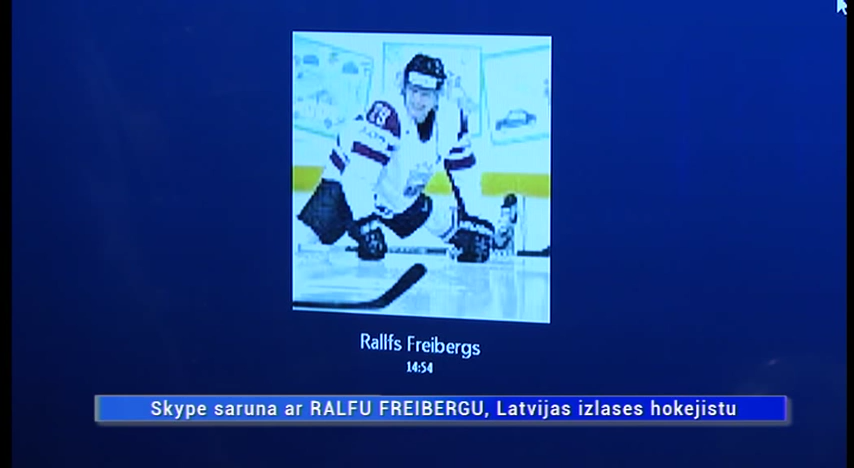 Rallfs Freibergs
14:54
Skype saruna ar RALFU FREIBERGU, Latvijas izlases hokejistu